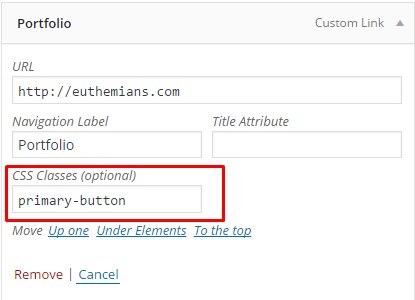 Portfolio Custom Link
URL
http://euthemians.com
Navigation Label Title Attribute
Portfolio
CSS Classes (optional)
primary-button
Move Up one Under Elements To the top
Remove | Cancel